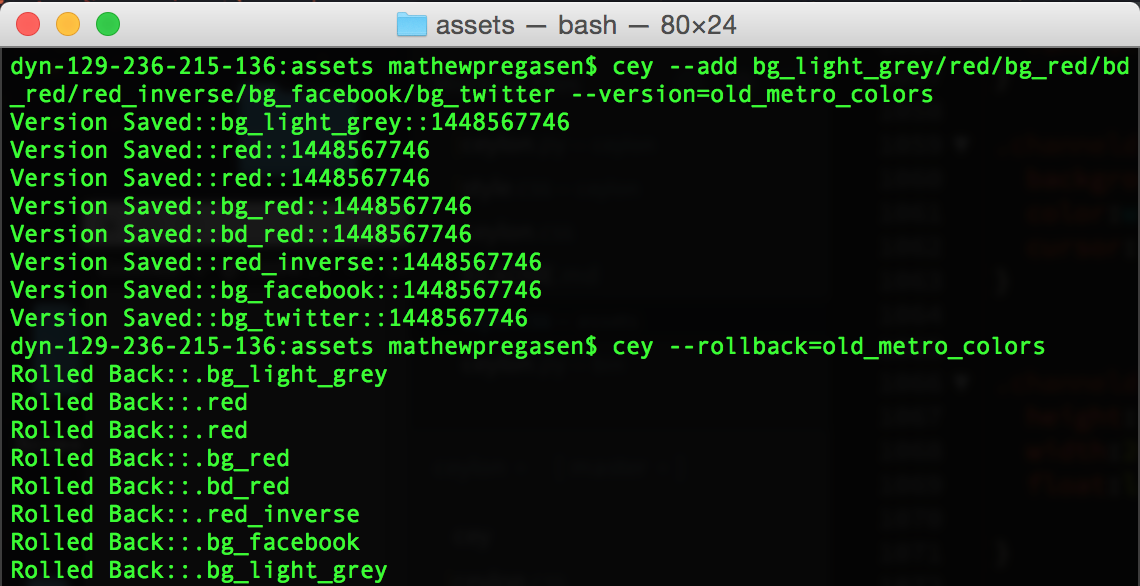 assets — bash — 80×24
dyn-129-236-215-136:assets mathewpregasen$ cey --add bg_light_grey/red/bg_red/bd
_red/red_inverse/bg_facebook/bg_twitter --version=old_metro_colors
Version Saved::bg_light_grey::1448567746
Version Saved::red::1448567746
Version Saved::red::1448567746
Version Saved::bg_red::1448567746
Version Saved::bd_red::1448567746
Version Saved::red_inverse::1448567746
Version Saved::bg_facebook::1448567746
Version Saved::bg_twitter::1448567746
dyn-129-236-215-136:assets mathewpregasen$ cey --rollback=old_metro_colors
Rolled Back::.bg_light_grey
Rolled Back::.red
Rolled Back::.red
Rolled Back::.bg_red
Rolled Back::.bd_red
Rolled Back::.red_inverse
Rolled Back::.bg_facebook
Rolled Back::.bg_light_grey